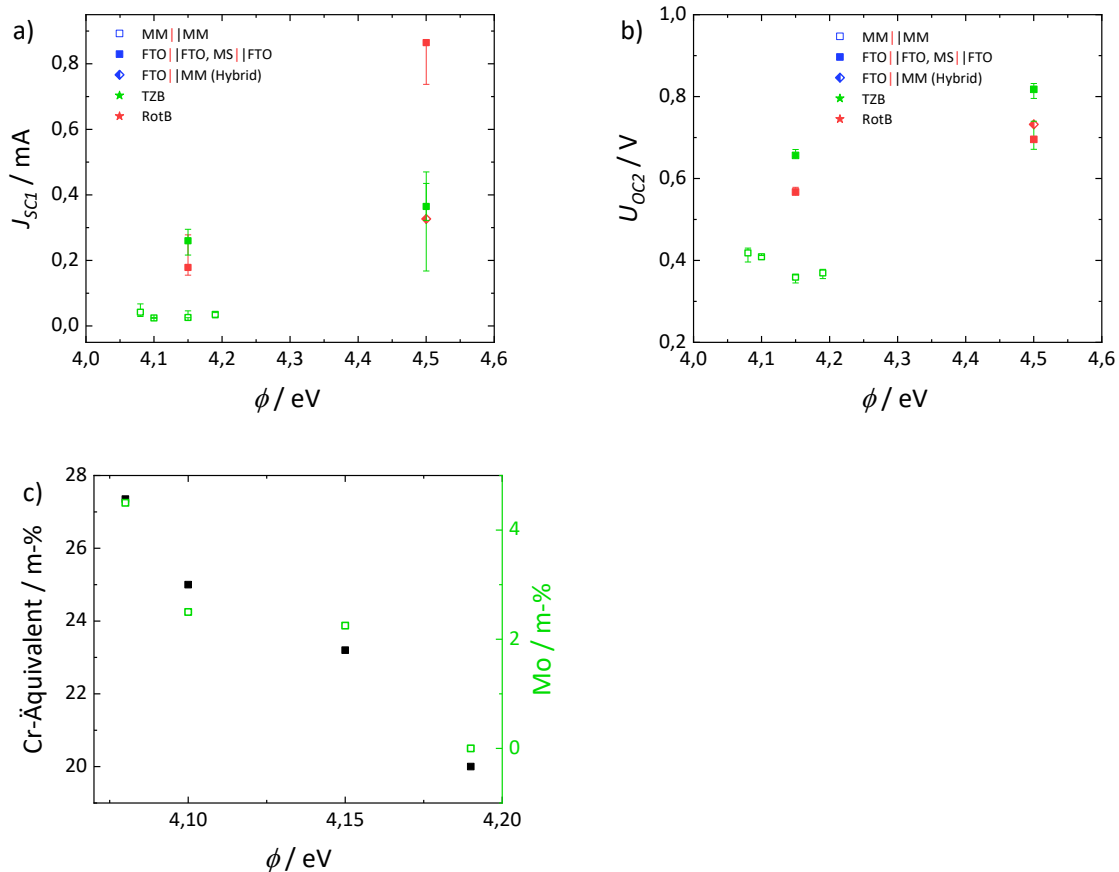 a)
MM||MM
FTO||FTO, MS||FTO
FTO||MM (Hybrid)
TZB
RotB
0,8
0,6
0,4
0,2
0,0
J_SC1 / mA
4,0 4,1 4,2 4,3 4,4 4,5 4,6
ϕ / eV
b)
MM||MM
FTO||FTO, MS||FTO
FTO||MM (Hybrid)
TZB
RotB
1,0
0,8
0,6
0,4
0,2
U_OC2 / V
4,0 4,1 4,2 4,3 4,4 4,5 4,6
ϕ / eV
c)
28
26
24
22
20
Cr-Äquivalent / m-%
4
2
0
Mo / m-%
4,10 4,15 4,20
ϕ / eV